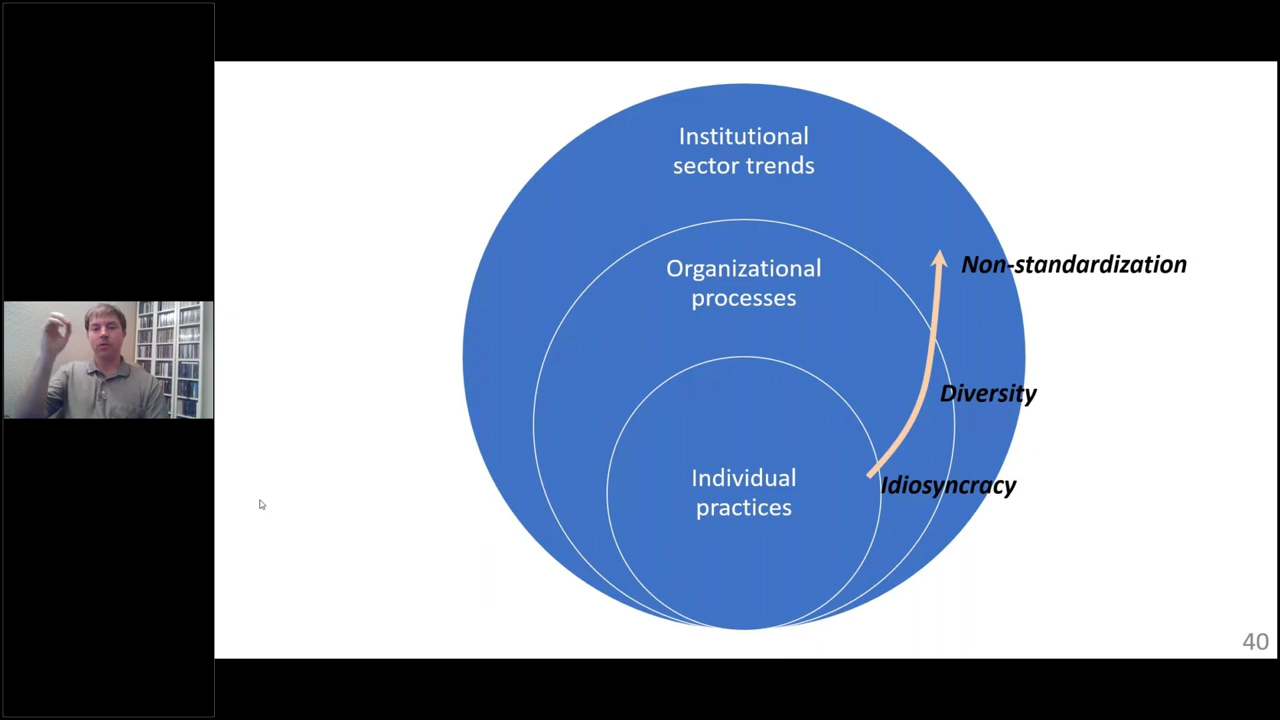 Institutional
sector trends
Organizational
processes
Non-standardization
Diversity
Individual
practices
Idiosyncracy
40